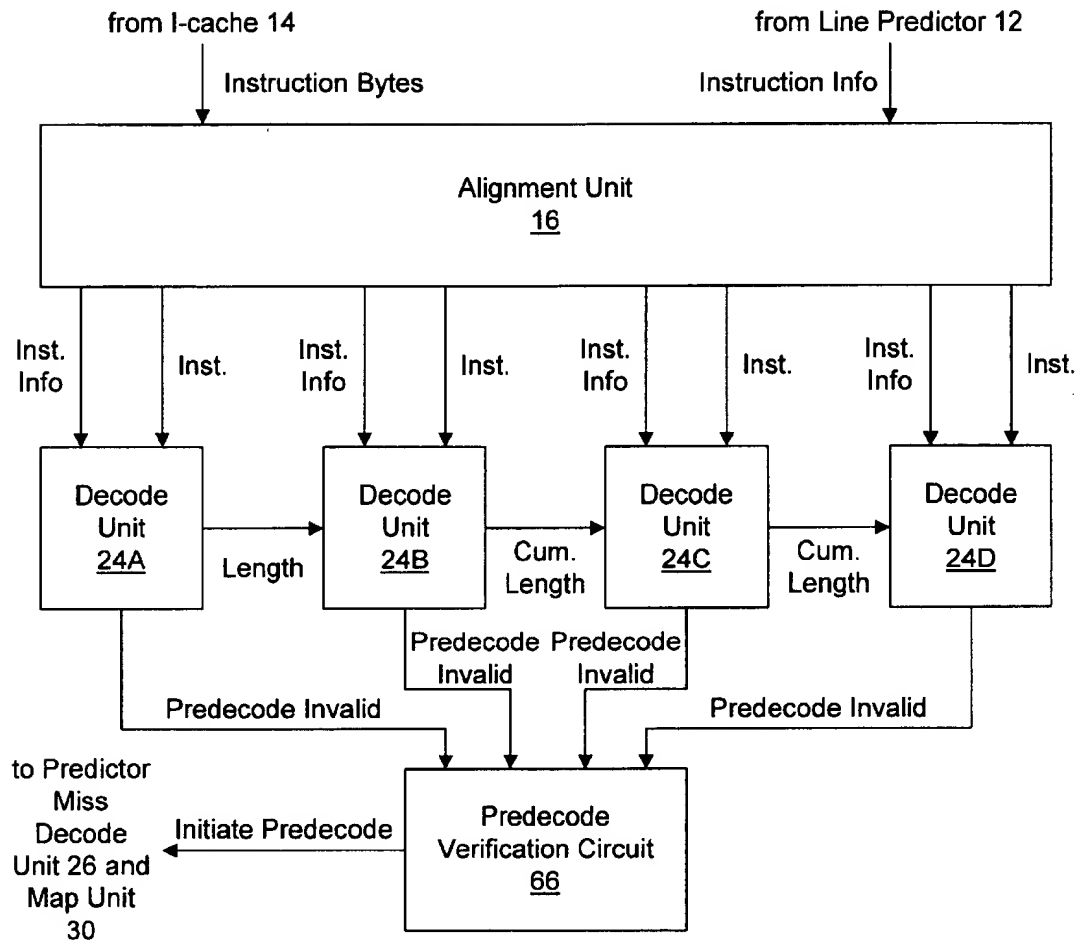 from I-cache 14
from Line Predictor 12
Instruction Bytes
Instruction Info
Alignment Unit
16
Inst.
Info
Inst.
Inst.
Info
Inst.
Inst.
Info
Inst.
Inst.
Info
Inst.
Decode
Unit
24A
Length
Decode
Unit
24B
Cum.
Length
Decode
Unit
24C
Cum.
Length
Decode
Unit
24D
Predecode
Invalid
Predecode
Invalid
Predecode Invalid
Predecode Invalid
to Predictor
Miss
Decode
Unit 26 and
Map Unit
30
Initiate Predecode
Predecode
Verification Circuit
66